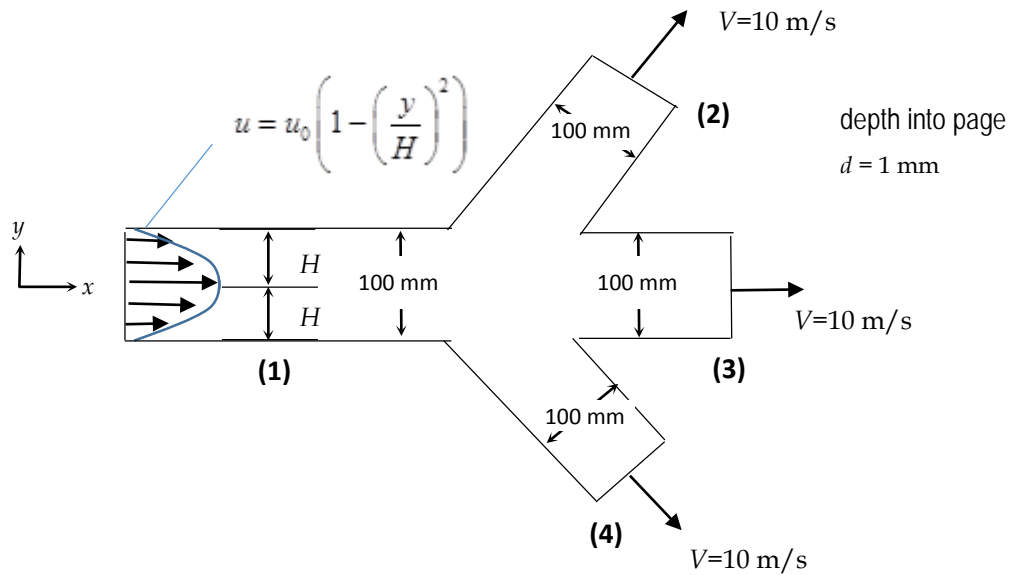 V=10 m/s
u = u₀(1−(y/H)²)
(2)
100 mm
depth into page
d = 1 mm
y
x
H
H
100 mm
100 mm
V=10 m/s
(1)
(3)
100 mm
(4)
V=10 m/s